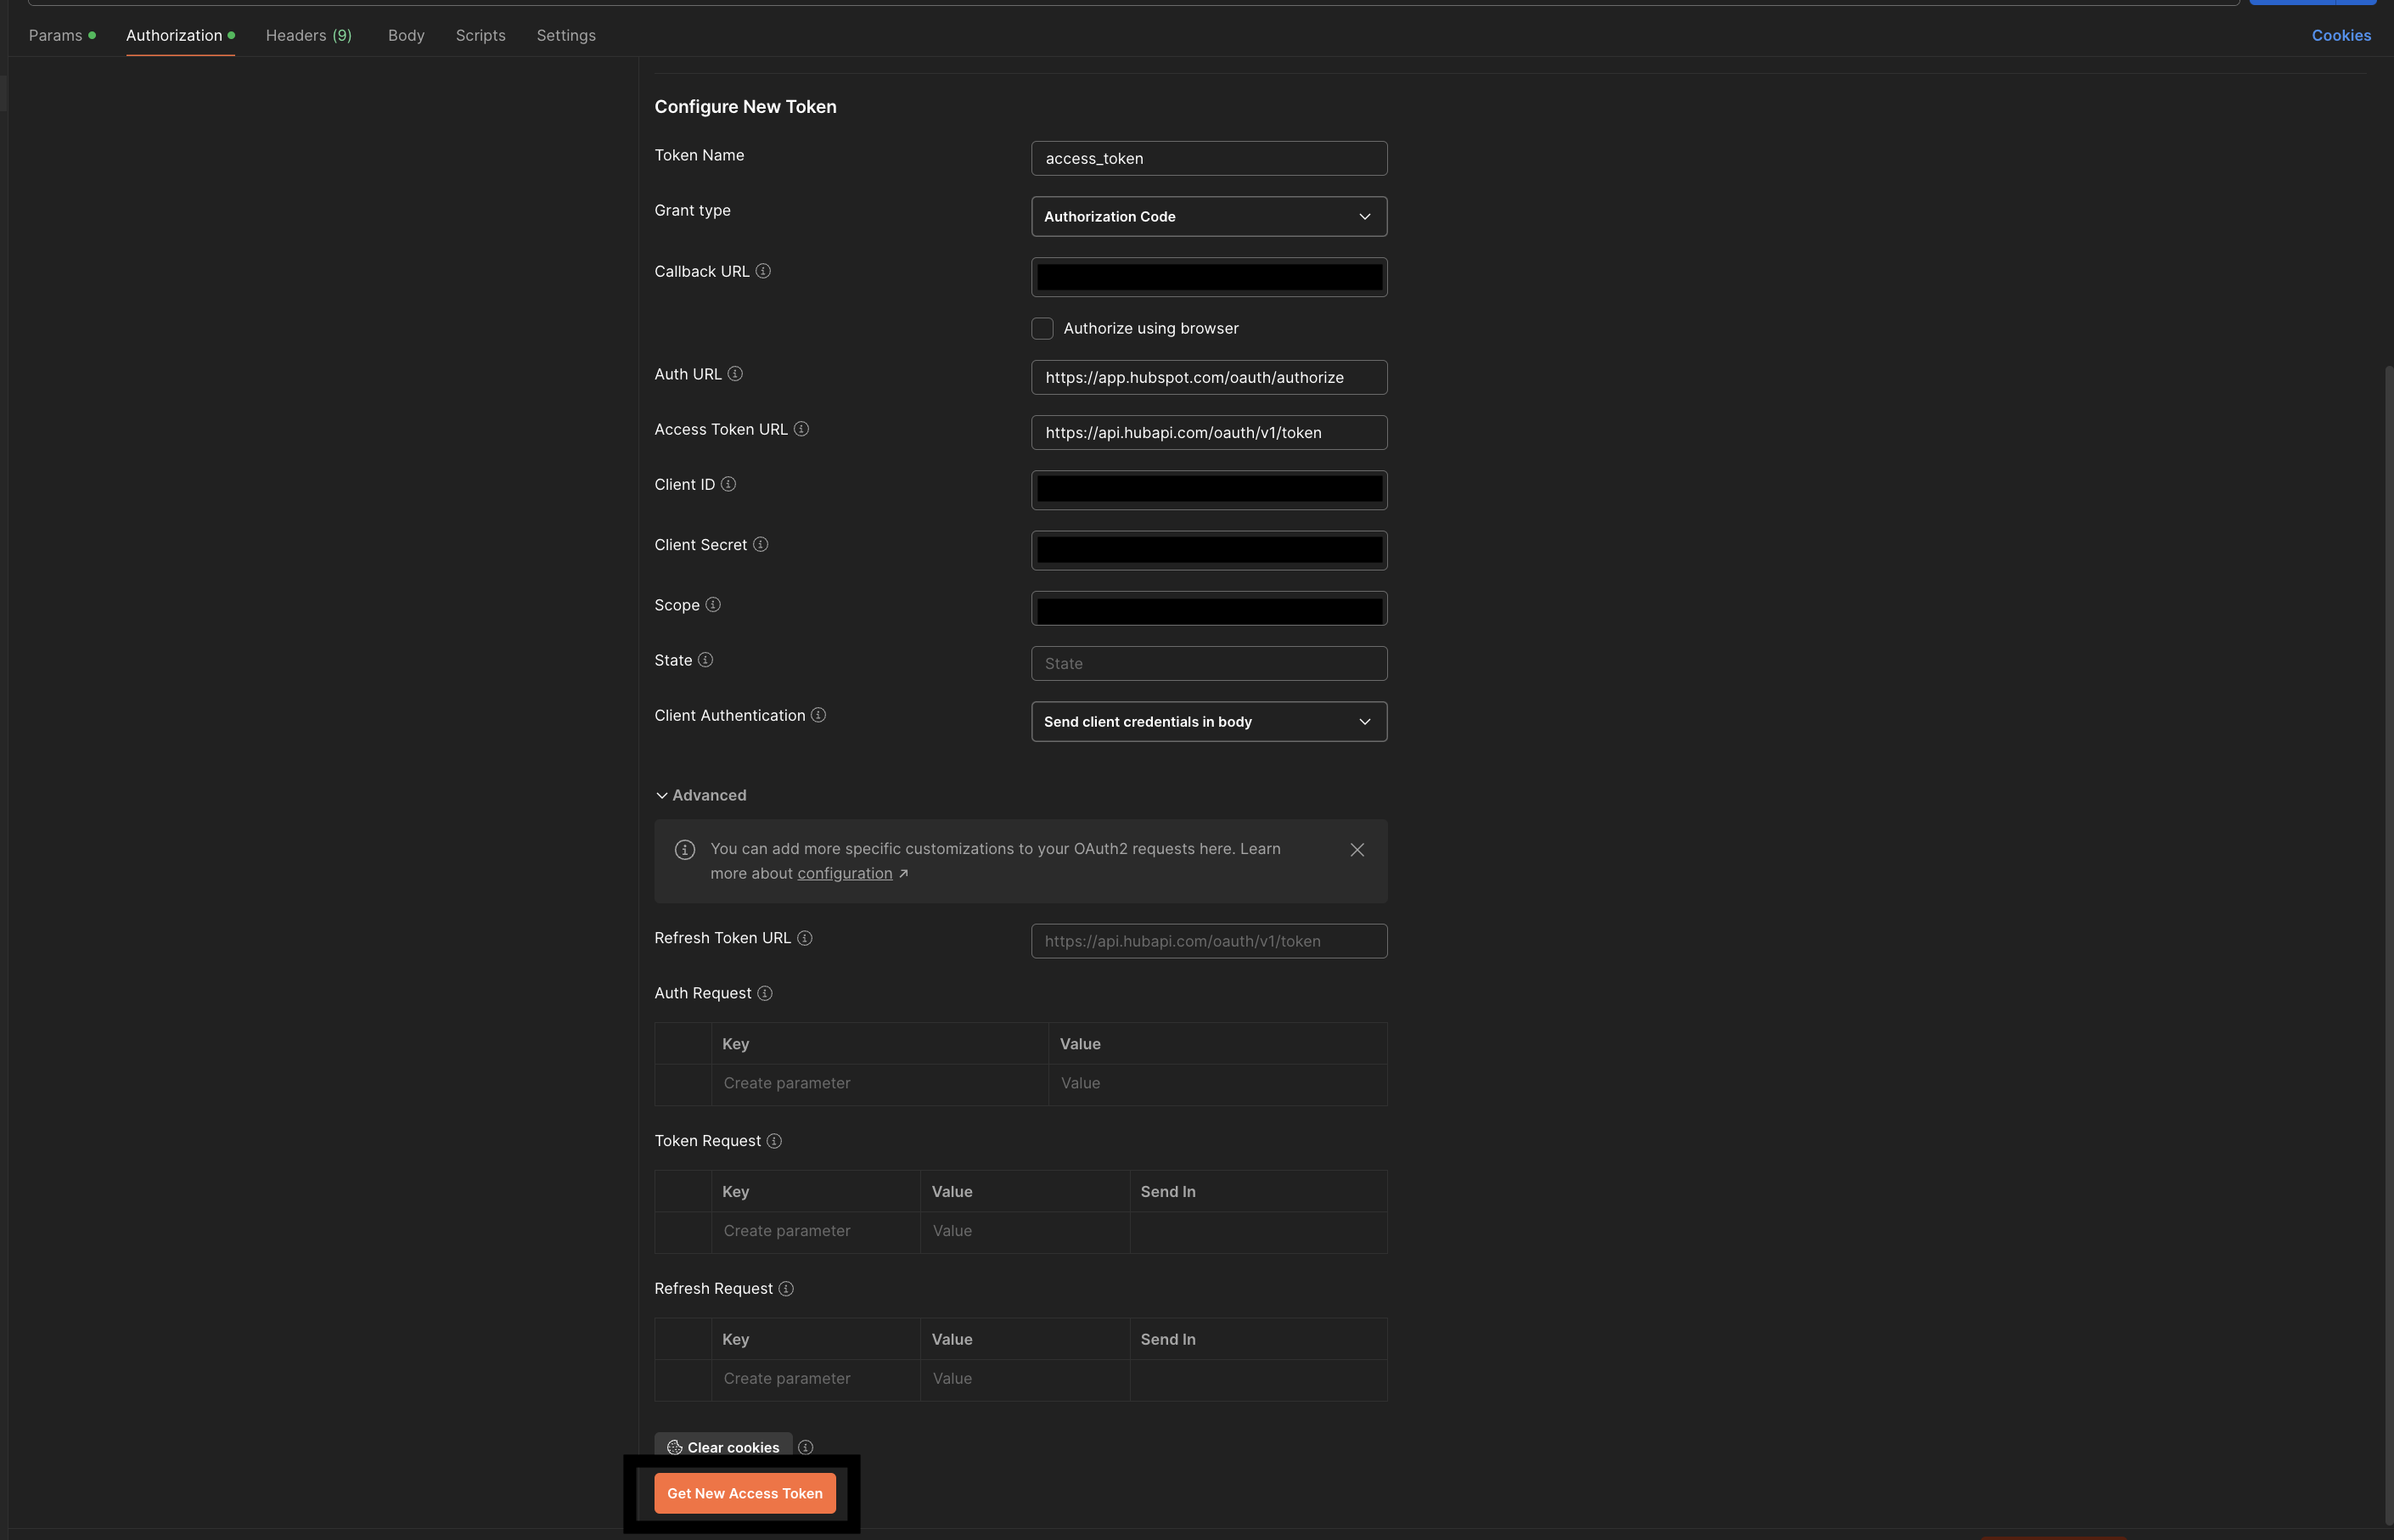 Params Authorization Headers (9) Body Scripts Settings Cookies
Configure New Token
Token Name access_token
Grant type Authorization Code
Callback URL
Authorize using browser
Auth URL https://app.hubspot.com/oauth/authorize
Access Token URL https://api.hubapi.com/oauth/v1/token
Client ID
Client Secret
Scope
State State
Client Authentication Send client credentials in body
Advanced
You can add more specific customizations to your OAuth2 requests here. Learn
more about configuration ↗
Refresh Token URL https://api.hubapi.com/oauth/v1/token
Auth Request
Key Value
Create parameter Value
Token Request
Key Value Send In
Create parameter Value
Refresh Request
Key Value Send In
Create parameter Value
Clear cookies
Get New Access Token